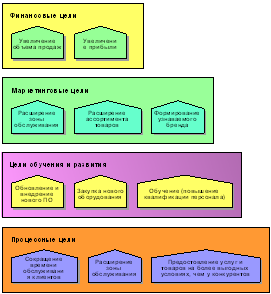 Финансовые цели
Увеличение
объема продаж
Увеличени
е прибыли
Маркетинговые цели
Расширение
зоны
обслуживания
Расширение
ассортимента
товаров
Формирование
узнаваемого
бренда
Цели обучения и развития
Обновление и
внедрение
нового ПО
Закупка нового
оборудования
Обучение (повышение
квалификации персонала)
Процессные цели
Сокращение
времени
обслуживани
я клиентов
Расширение
зоны
обслуживания
Предоставление услуг и
товаров на более выгодных
условиях, чем у конкурентов